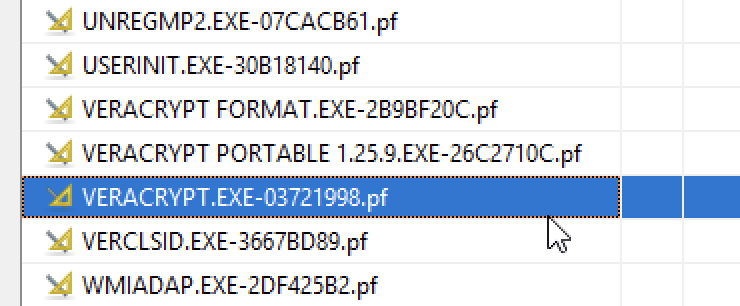 UNREGMP2.EXE-07CACB61.pf
USERINIT.EXE-30B18140.pf
VERACRYPT FORMAT.EXE-2B9BF20C.pf
VERACRYPT PORTABLE 1.25.9.EXE-26C2710C.pf
VERACRYPT.EXE-03721998.pf
VERCLSID.EXE-3667BD89.pf
WMIADAP.EXE-2DF425B2.pf